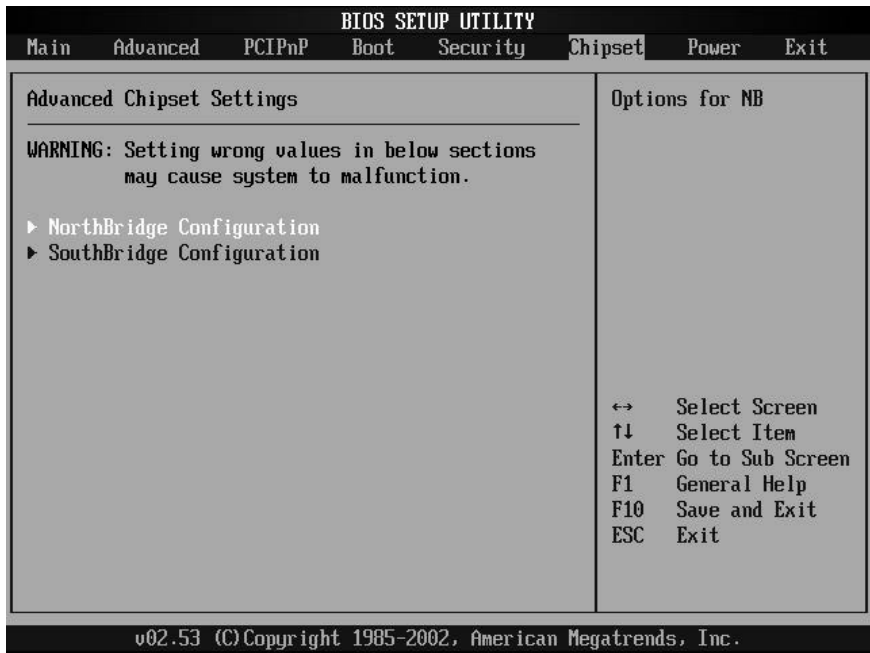 BIOS SETUP UTILITY
Main Advanced PCIPnP Boot Security Chipset Power Exit
Advanced Chipset Settings
WARNING: Setting wrong values in below sections
may cause system to malfunction.
▶ NorthBridge Configuration
▶ SouthBridge Configuration
Options for NB
↔ Select Screen
↑↓ Select Item
Enter Go to Sub Screen
F1 General Help
F10 Save and Exit
ESC Exit
v02.53 (C)Copyright 1985-2002, American Megatrends, Inc.